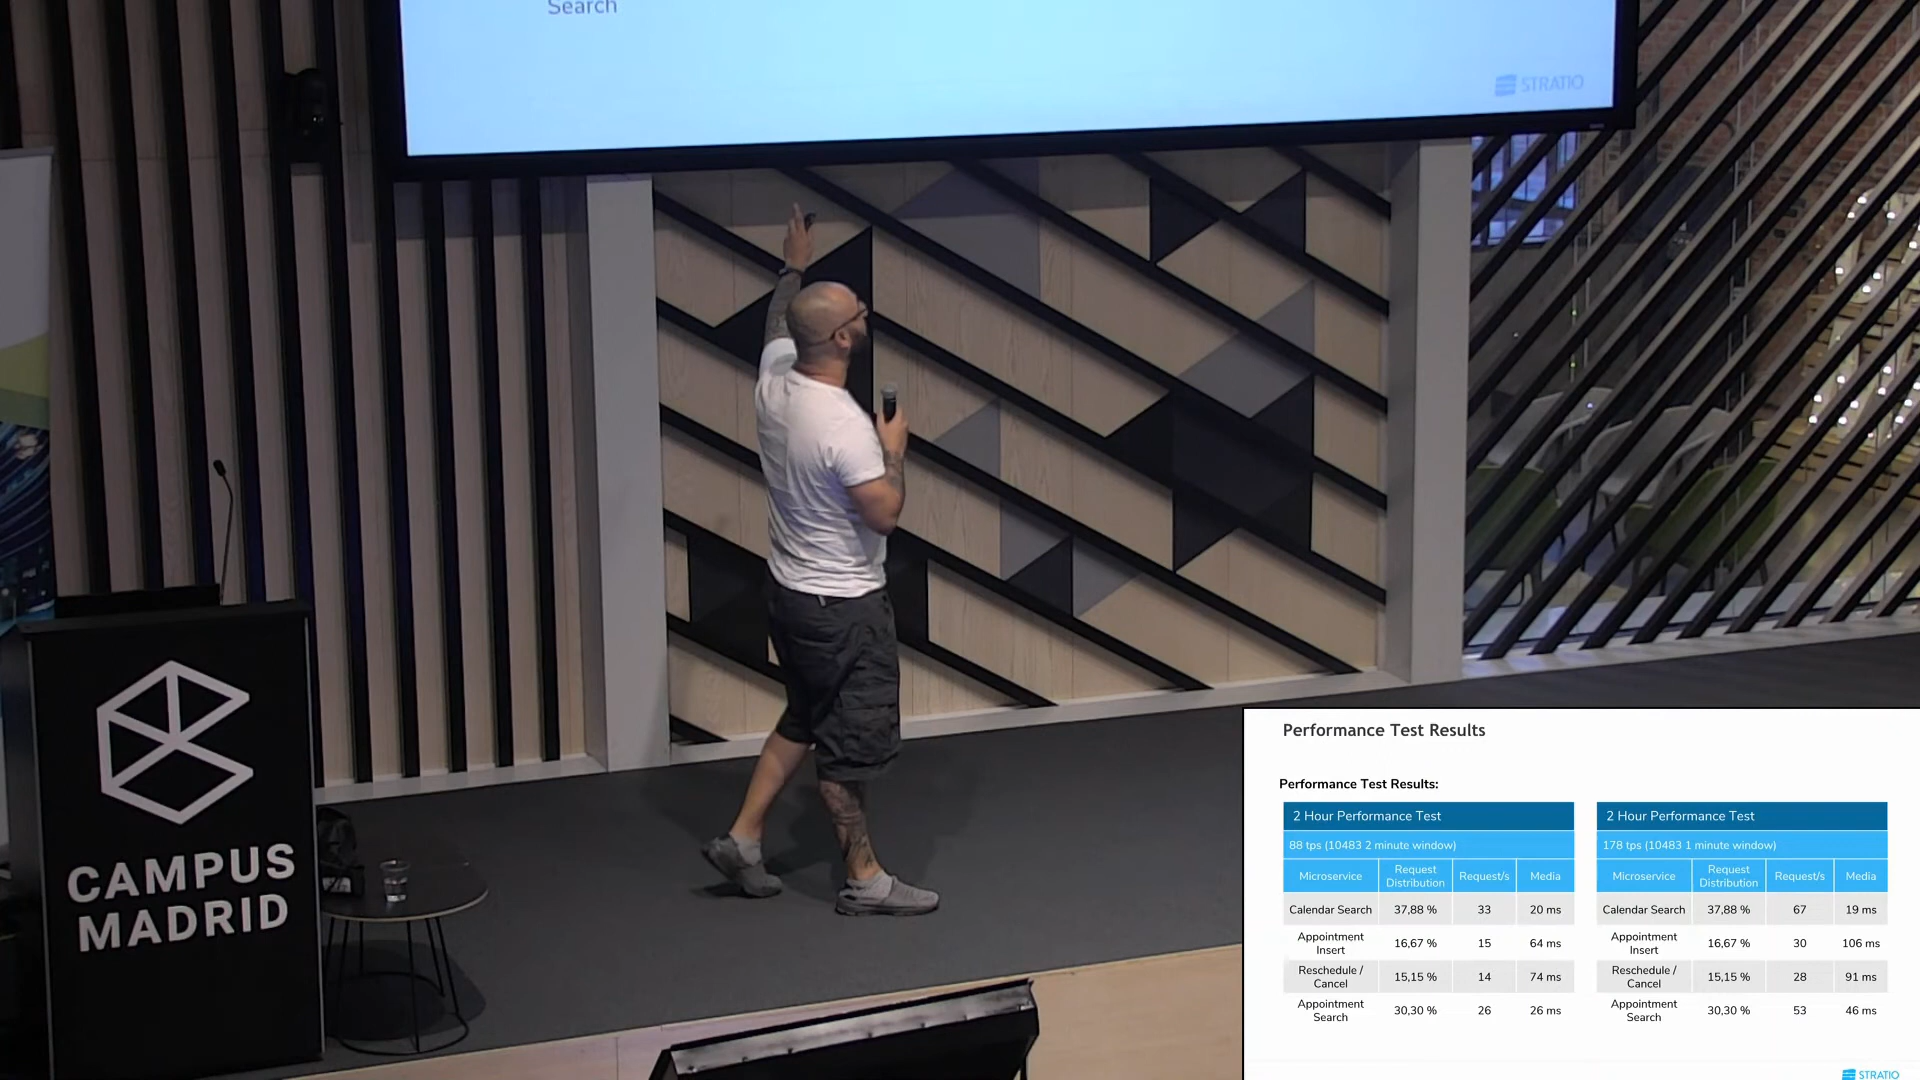 Search
STRATIO
CAMPUS
MADRID
Performance Test Results
Performance Test Results:
2 Hour Performance Test
88 tps (10483 2 minute window)
Microservice Request Distribution Request/s Media
Calendar Search 37,88 % 33 20 ms
Appointment Insert 16,67 % 15 64 ms
Reschedule / Cancel 15,15 % 14 74 ms
Appointment Search 30,30 % 26 26 ms
2 Hour Performance Test
178 tps (10483 1 minute window)
Microservice Request Distribution Request/s Media
Calendar Search 37,88 % 67 19 ms
Appointment Insert 16,67 % 30 106 ms
Reschedule / Cancel 15,15 % 28 91 ms
Appointment Search 30,30 % 53 46 ms
STRATIO